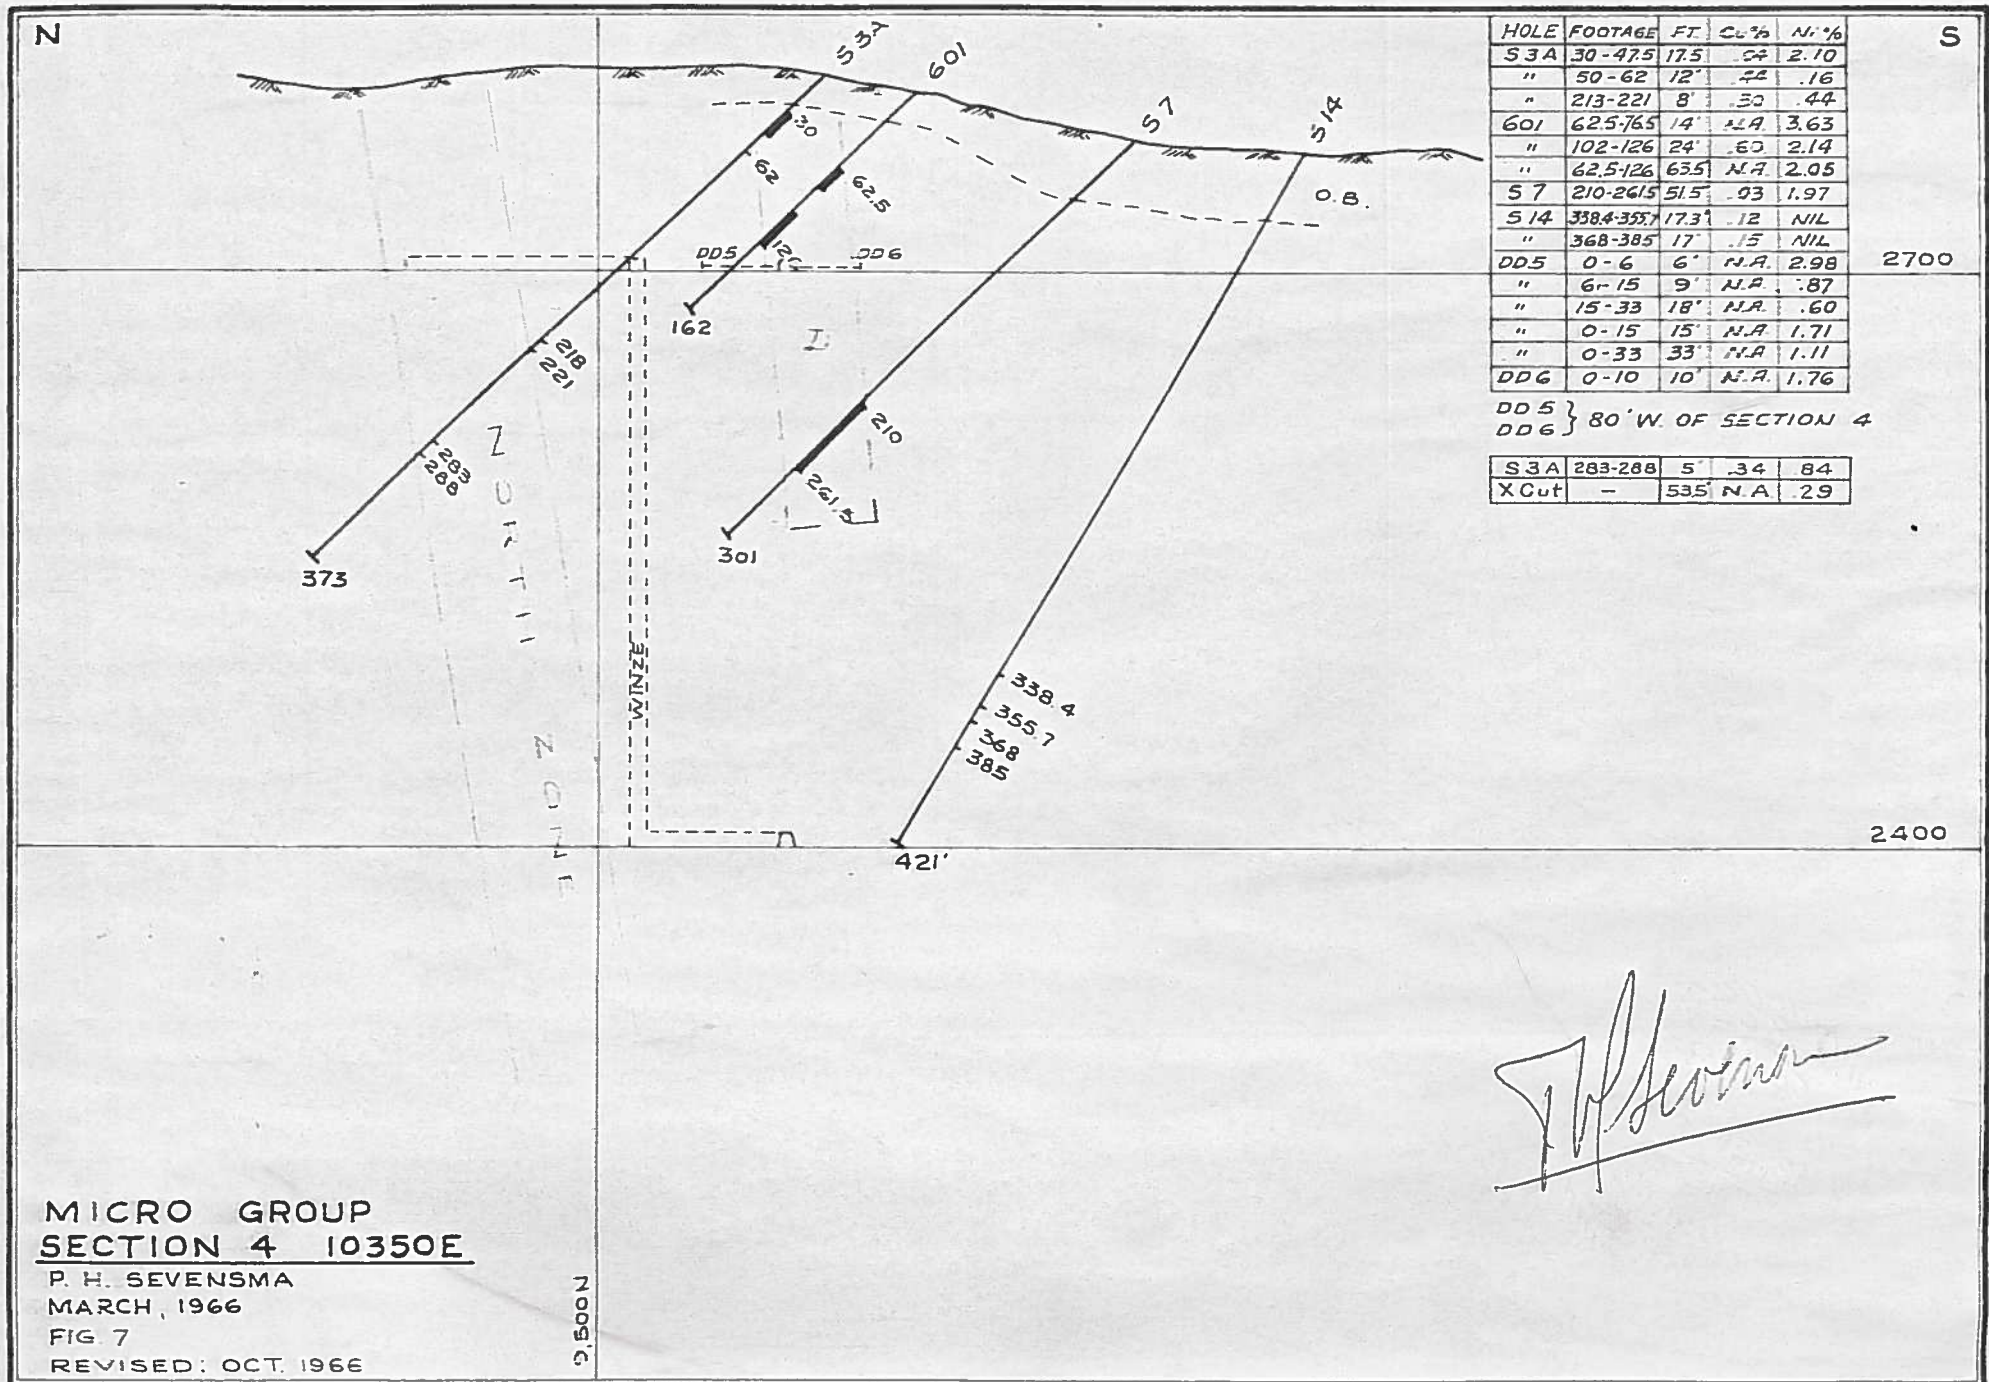 N
S
S3A
601
S7
S14
30
62
62.5
126
O.B.
DD5
DD6
2700
162
218
221
I
210
261.5
283
288
NORTH ZONE
373
301
WINZE
338.4
355.7
368
385
2400
421'
HOLE FOOTAGE FT. Cu% Ni%
S3A 30-47.5 17.5 2.10
" 50-62 12' .16
" 213-221 8' .30 .44
601 62.5-76.5 14' N.A. 3.63
" 102-126 24' .60 2.14
" 62.5-126 63.5' N.A. 2.05
S7 210-261.5 51.5' .03 1.97
S14 338.4-355.7 17.3' .12 NIL
" 368-385 17' .15 NIL
DD5 0-6 6' N.A. 2.98
" 6-15 9' N.A. .87
" 15-33 18' N.A. .60
" 0-15 15' N.A. 1.71
" 0-33 33' N.A. 1.11
DD6 0-10 10' N.A. 1.76
DD5
DD6 } 80' W. OF SECTION 4
S3A 283-288 5' .34 .84
X Cut — 53.5' N.A. .29
MICRO GROUP
SECTION 4 10350E
P. H. SEVENSMA
MARCH, 1966
FIG. 7
REVISED: OCT. 1966
9,500N